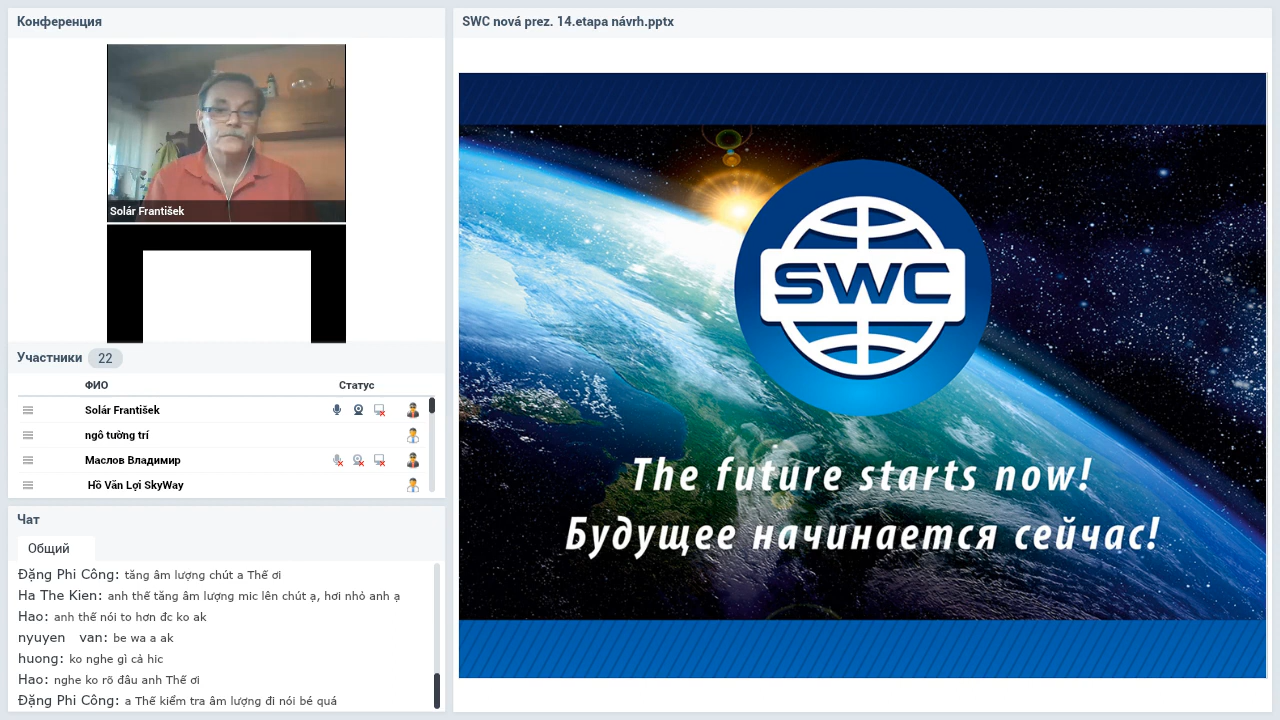 Конференция
Solár František
Участники 22
ФИО Статус
Solár František
ngô tường trí
Маслов Владимир
Hồ Văn Lợi SkyWay
Чат
Общий
Đặng Phi Công: tăng âm lượng chút a Thế ơi
Ha The Kien: anh thế tăng âm lượng mic lên chút ạ, hơi nhỏ anh ạ
Hao: anh thế nói to hơn đc ko ak
nyuyen van: be wa a ak
huong: ko nghe gì cả hic
Hao: nghe ko rõ đâu anh Thế ơi
Đặng Phi Công: a Thế kiểm tra âm lượng đi nói bé quá
SWC nová prez. 14.etapa návrh.pptx
SWC
The future starts now!
Будущее начинается сейчас!